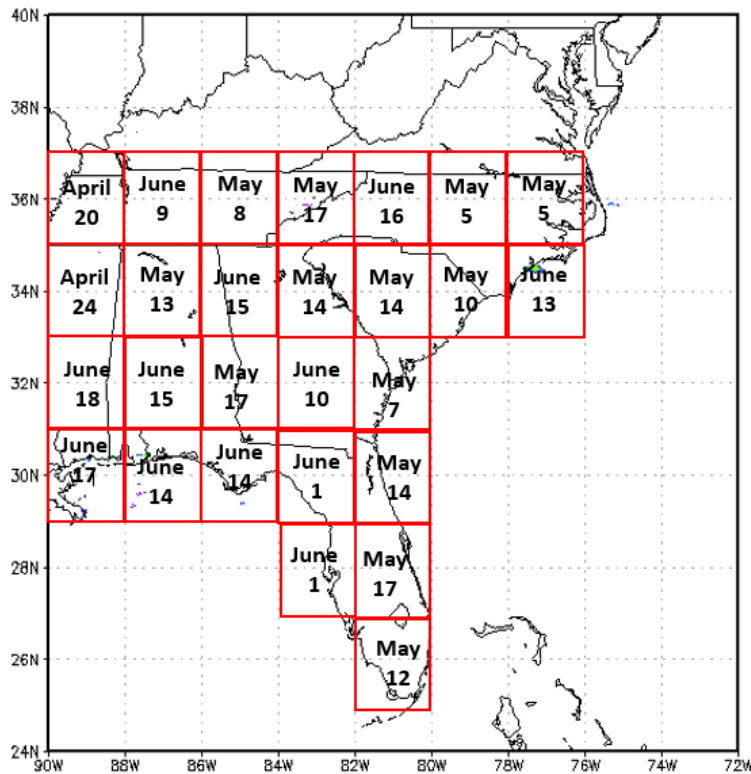 40N
38N
36N
34N
32N
30N
28N
26N
24N
90W 88W 86W 84W 82W 80W 78W 76W 74W 72W
April 20
June 9
May 8
May 17
June 16
May 5
May 5
April 24
May 13
June 15
May 14
May 14
May 10
June 13
June 18
June 15
May 17
June 10
May 7
June 17
June 14
June 14
June 1
May 14
June 1
May 17
May 12